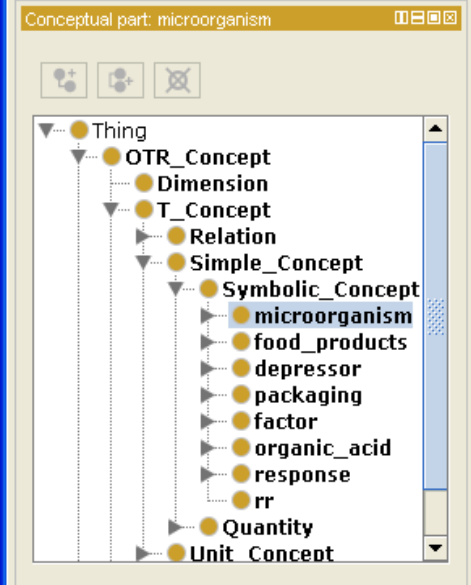 Conceptual part: microorganism
Thing
OTR_Concept
Dimension
T_Concept
Relation
Simple_Concept
Symbolic_Concept
microorganism
food_products
depressor
packaging
factor
organic_acid
response
rr
Quantity
Unit_Concept